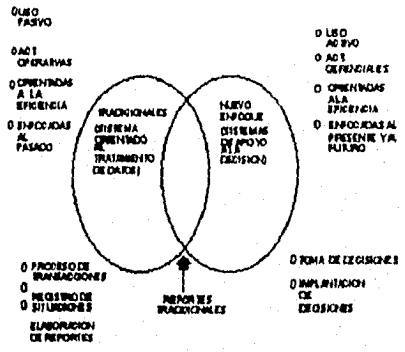 O USO
PASIVO
O ACT.
OPERATIVAS
O ORIENTADAS
A LA
EFICIENCIA
O ENFOCADAS
AL
PASADO
TRADICIONALES
(SISTEMA
ORIENTADO
AL
TRATAMIENTO
DE DATOS)
NUEVO
ENFOQUE
(SISTEMAS
DE APOYO
A LA
DECISION)
O USO
ACTIVO
O ACT.
GERENCIALES
O ORIENTADAS
A LA
EFICIENCIA
O ENFOCADAS AL
PRESENTE Y AL
FUTURO
O PROCESO DE
TRANSACCIONES
O
O REGISTRO DE
SITUACIONES
ELABORACION
DE REPORTES
REPORTES
TRADICIONALES
O TOMA DE DECISIONES
O IMPLANTACION
DE
DECISIONES